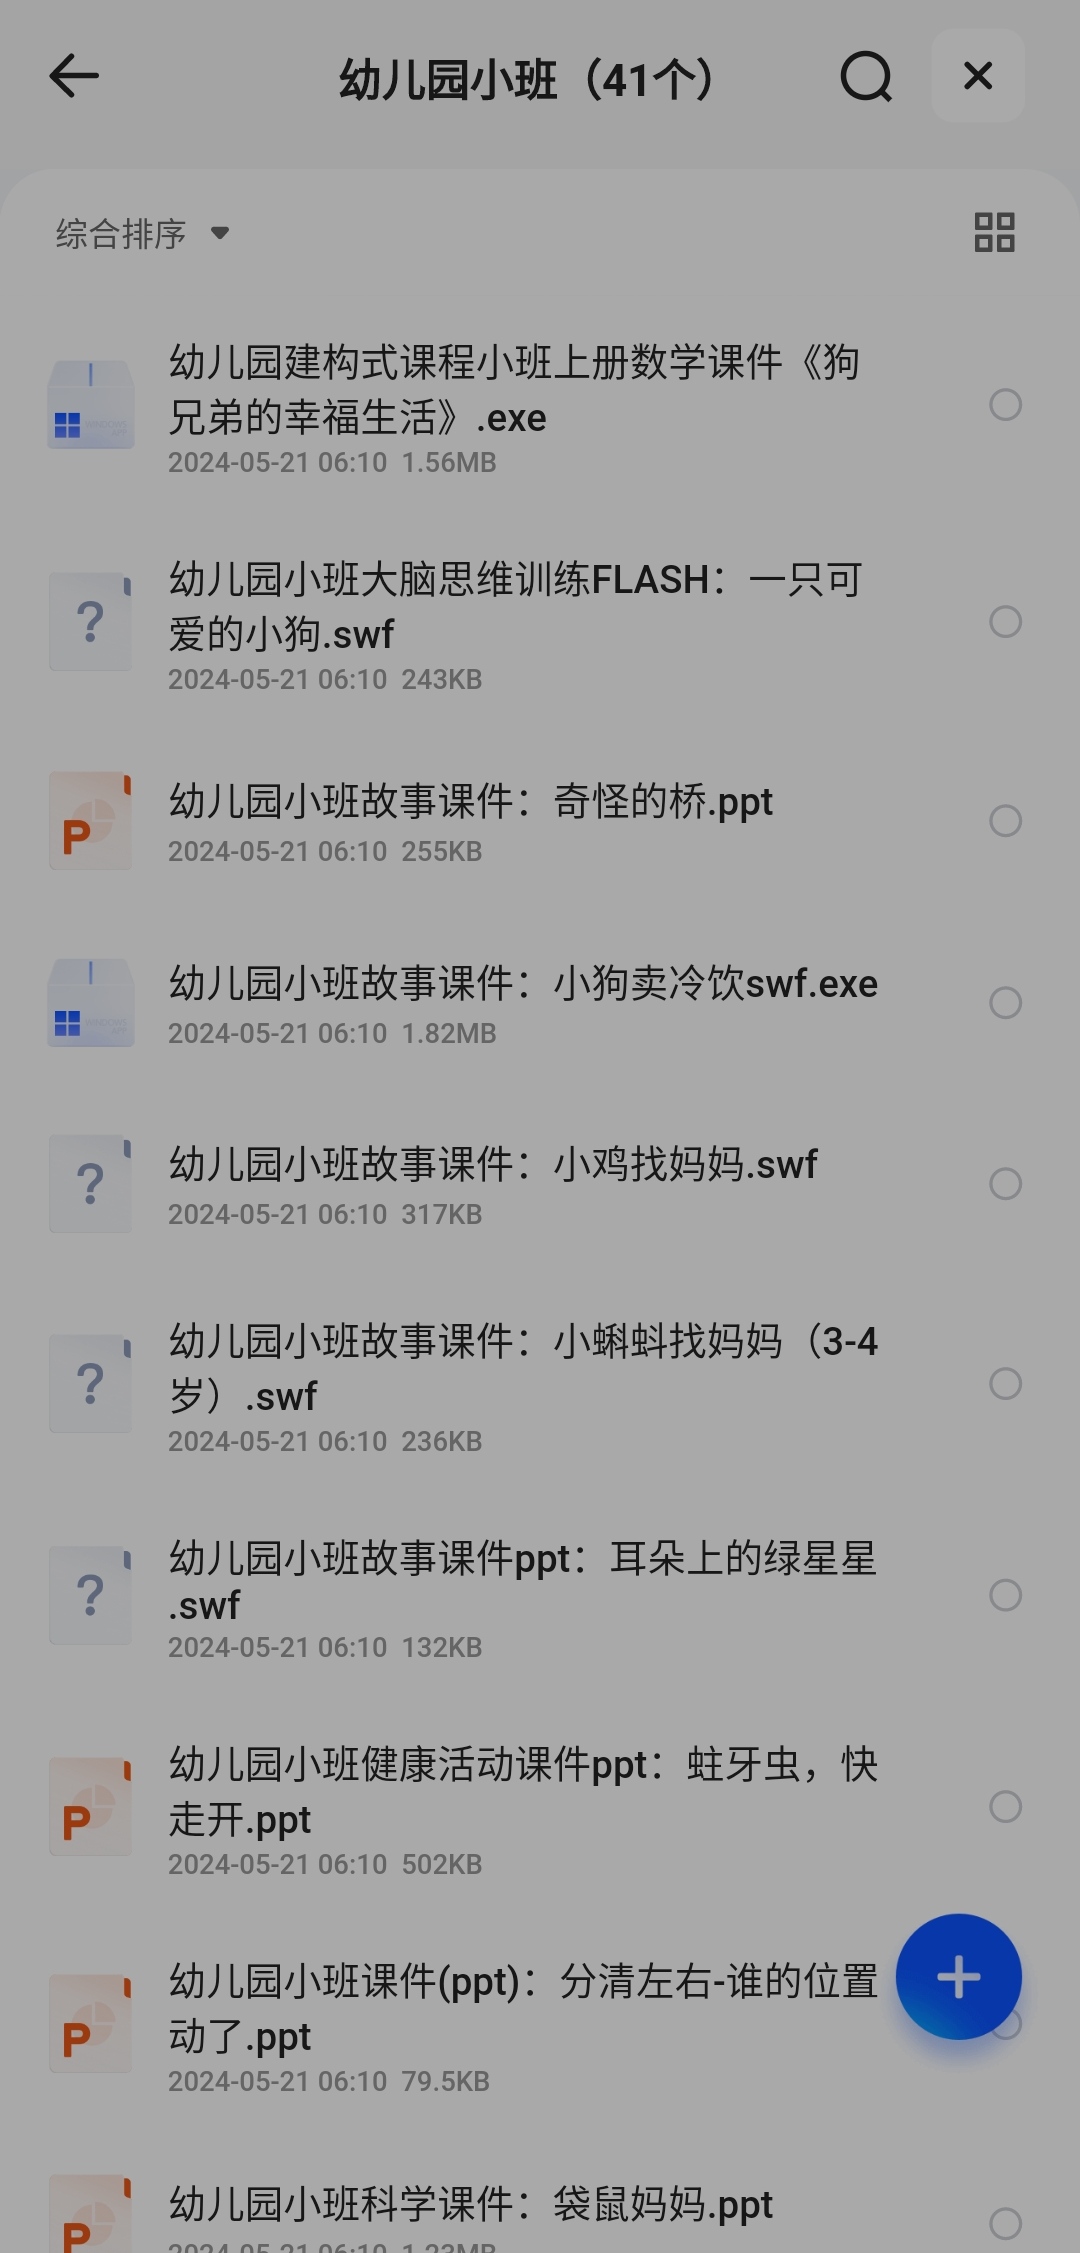 幼儿园小班（41个）
综合排序
幼儿园建构式课程小班上册数学课件《狗
兄弟的幸福生活》.exe
2024-05-21 06:10 1.56MB
幼儿园小班大脑思维训练FLASH：一只可
爱的小狗.swf
2024-05-21 06:10 243KB
幼儿园小班故事课件：奇怪的桥.ppt
2024-05-21 06:10 255KB
幼儿园小班故事课件：小狗卖冷饮swf.exe
2024-05-21 06:10 1.82MB
幼儿园小班故事课件：小鸡找妈妈.swf
2024-05-21 06:10 317KB
幼儿园小班故事课件：小蝌蚪找妈妈（3-4
岁）.swf
2024-05-21 06:10 236KB
幼儿园小班故事课件ppt：耳朵上的绿星星
.swf
2024-05-21 06:10 132KB
幼儿园小班健康活动课件ppt：蛀牙虫，快
走开.ppt
2024-05-21 06:10 502KB
幼儿园小班课件(ppt)：分清左右-谁的位置
动了.ppt
2024-05-21 06:10 79.5KB
幼儿园小班科学课件：袋鼠妈妈.ppt
2024-05-21 06:10 1.23MB